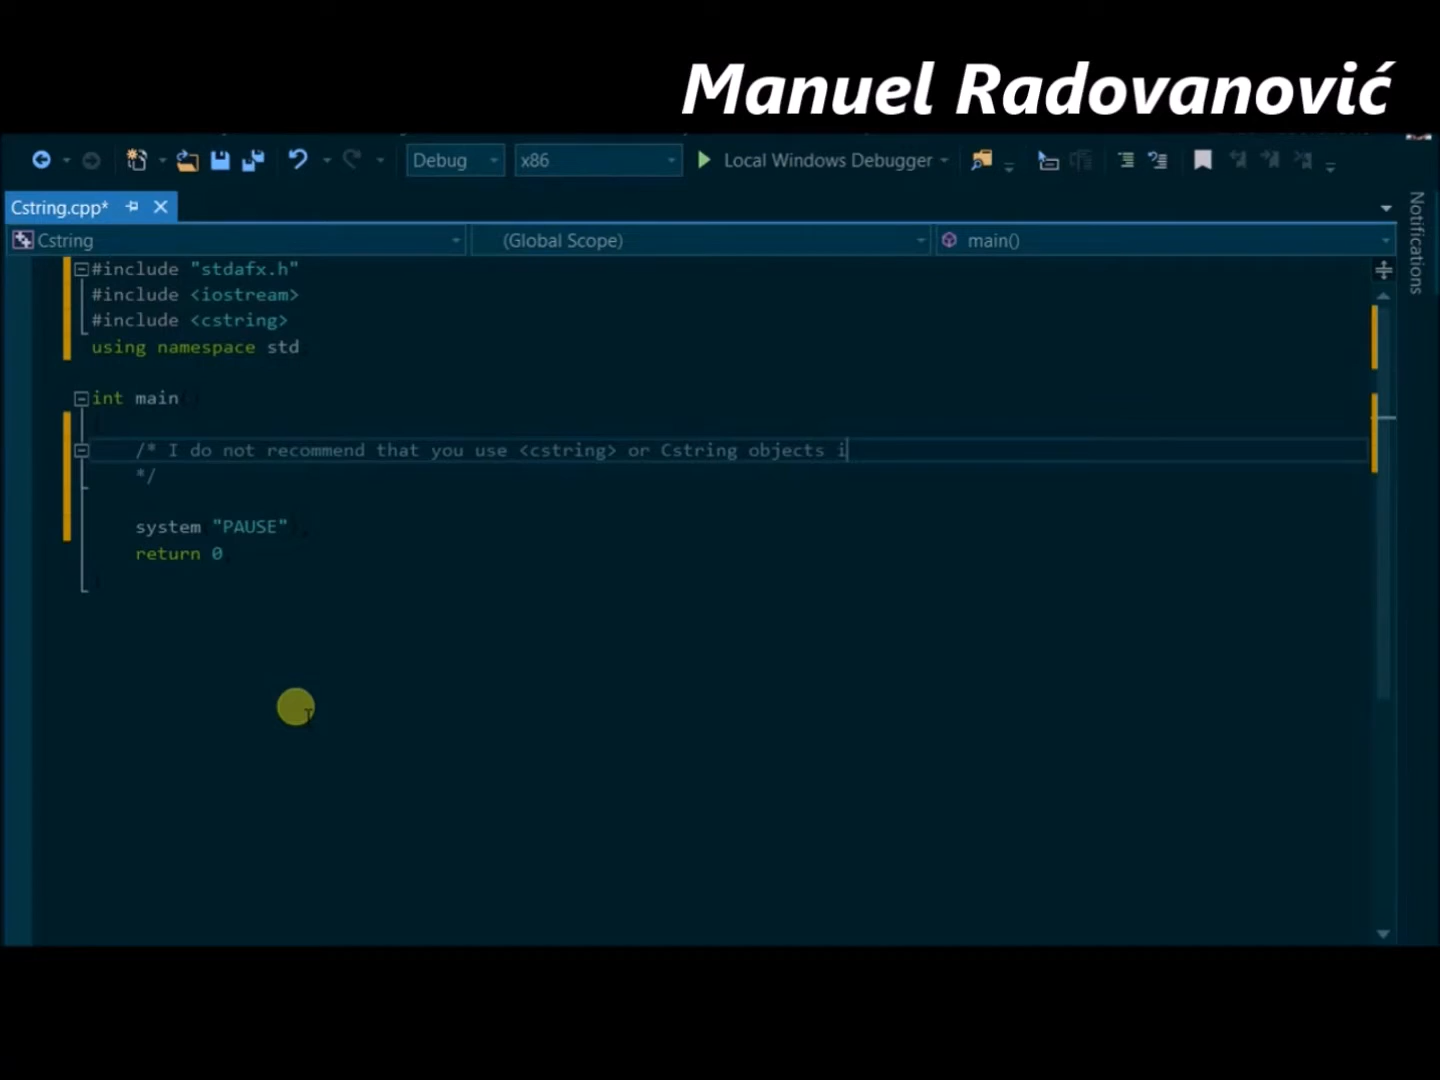 Manuel Radovanović
Debug x86 Local Windows Debugger
Cstring.cpp*
Notifications
Cstring (Global Scope) main()
#include "stdafx.h"
#include <iostream>
#include <cstring>
using namespace std
int main
/* I do not recommend that you use <cstring> or Cstring objects i
*/
system "PAUSE"
return 0